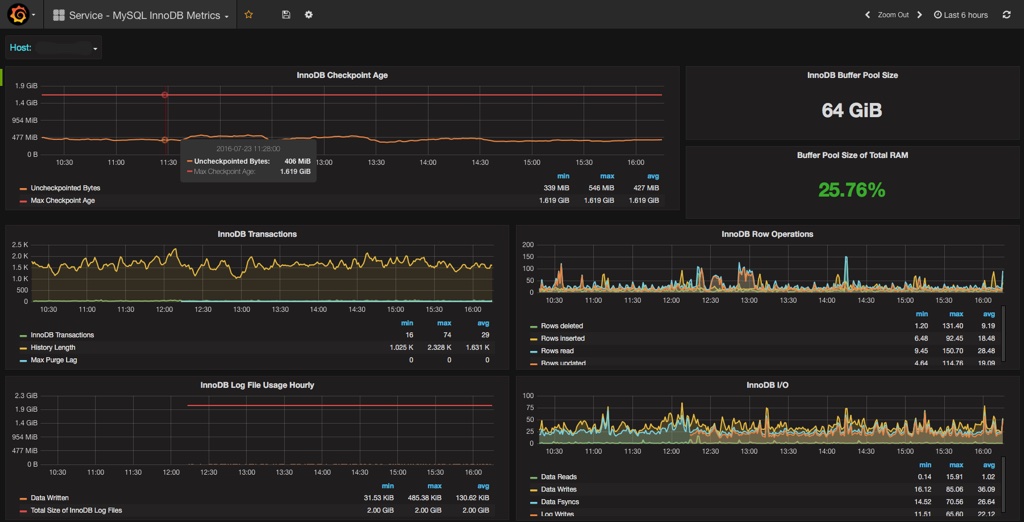 Service - MySQL InnoDB Metrics
Zoom Out
Last 6 hours
Host:
InnoDB Checkpoint Age
1.9 GiB
1.4 GiB
954 MiB
477 MiB
0 B
10:30 11:00 11:30 13:00 13:30 14:00 14:30 15:00 15:30 16:00
2016-07-23 11:28:00
Uncheckpointed Bytes: 406 MiB
Max Checkpoint Age: 1.619 GiB
min max avg
Uncheckpointed Bytes 339 MiB 546 MiB 427 MiB
Max Checkpoint Age 1.619 GiB 1.619 GiB 1.619 GiB
InnoDB Buffer Pool Size
64 GiB
Buffer Pool Size of Total RAM
25.76%
InnoDB Transactions
2.5 K
2.0 K
1.5 K
1.0 K
500
0
10:30 11:00 11:30 12:00 12:30 13:00 13:30 14:00 14:30 15:00 15:30 16:00
min max avg
InnoDB Transactions 16 74 29
History Length 1.025 K 2.328 K 1.631 K
Max Purge Lag 0 0 0
InnoDB Row Operations
200
150
100
50
0
10:30 11:00 11:30 12:00 12:30 13:00 13:30 14:00 14:30 15:00 15:30 16:00
min max avg
Rows deleted 1.20 131.40 9.19
Rows inserted 6.48 92.45 18.48
Rows read 9.45 150.70 28.48
Rows updated 4.64 114.76 19.09
InnoDB Log File Usage Hourly
2.3 GiB
1.9 GiB
1.4 GiB
954 MiB
477 MiB
0 B
10:30 11:00 11:30 12:00 12:30 13:00 13:30 14:00 14:30 15:00 15:30 16:00
min max avg
Data Written 31.53 KiB 485.38 KiB 130.62 KiB
Total Size of InnoDB Log Files 2.00 GiB 2.00 GiB 2.00 GiB
InnoDB I/O
100
75
50
25
0
10:30 11:00 11:30 12:00 12:30 13:00 13:30 14:00 14:30 15:00 15:30 16:00
min max avg
Data Reads 0.14 15.91 1.02
Data Writes 16.12 85.06 36.09
Data Fsyncs 14.52 70.56 26.64
Log Writes 11.51 65.60 22.12